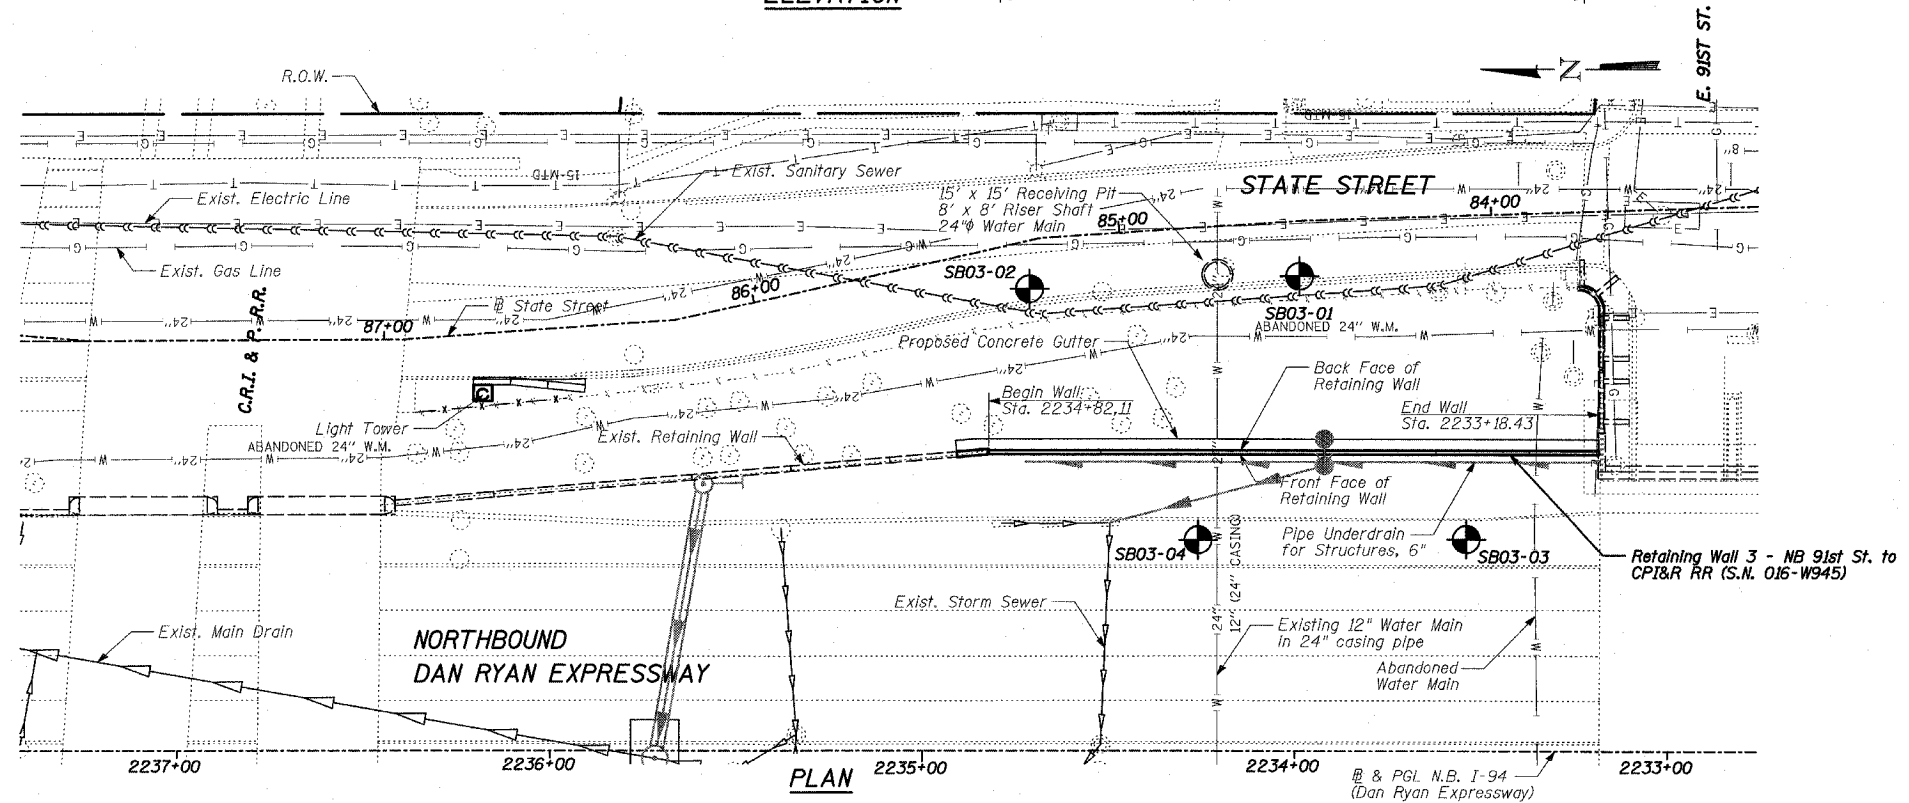 ELEVATION
E. 91ST ST.
N
R.O.W.
Exist. Sanitary Sewer
15-MTD
15-MTD
Exist. Electric Line
15' x 15' Receiving Pit
8' x 8' Riser Shaft
24"ϕ Water Main
STATE STREET
84+00
85+00
Exist. Gas Line
SB03-02
86+00
℄ State Street
87+00
SB03-01
ABANDONED 24" W.M.
C.R.I. & P. R.R.
Proposed Concrete Gutter
Back Face of
Retaining Wall
Begin Wall
Sta. 2234+82.11
End Wall
Sta. 2233+18.43
Light Tower
ABANDONED 24" W.M.
Exist. Retaining Wall
Front Face of
Retaining Wall
Pipe Underdrain
for Structures, 6"
SB03-04
SB03-03
Retaining Wall 3 - NB 91st St. to
CPI&R RR (S.N. 016-W945)
24"
12" (24" CASING)
Exist. Storm Sewer
Existing 12" Water Main
in 24" casing pipe
Exist. Main Drain
NORTHBOUND
DAN RYAN EXPRESSWAY
Abandoned
Water Main
2237+00
2236+00
2235+00
2234+00
2233+00
PLAN
& PGL N.B. I-94
(Dan Ryan Expressway)